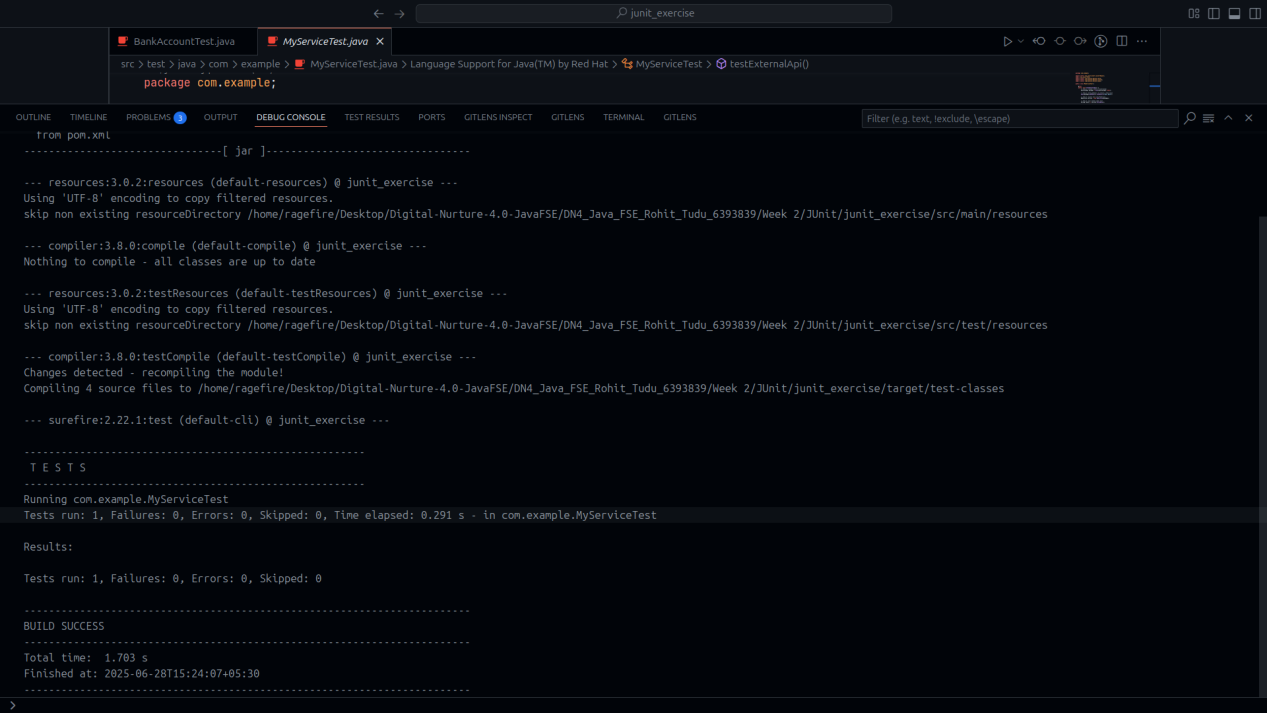 junit_exercise
BankAccountTest.java
MyServiceTest.java
src > test > java > com > example > MyServiceTest.java > Language Support for Java(TM) by Red Hat > MyServiceTest > testExternalApi()
package com.example;
OUTLINE TIMELINE PROBLEMS 3 OUTPUT DEBUG CONSOLE TEST RESULTS PORTS GITLENS INSPECT GITLENS TERMINAL GITLENS Filter (e.g. text, !exclude, \escape)
from pom.xml
--------------------------------[ jar ]---------------------------------
--- resources:3.0.2:resources (default-resources) @ junit_exercise ---
Using 'UTF-8' encoding to copy filtered resources.
skip non existing resourceDirectory /home/ragefire/Desktop/Digital-Nurture-4.0-JavaFSE/DN4_Java_FSE_Rohit_Tudu_6393839/Week 2/JUnit/junit_exercise/src/main/resources
--- compiler:3.8.0:compile (default-compile) @ junit_exercise ---
Nothing to compile - all classes are up to date
--- resources:3.0.2:testResources (default-testResources) @ junit_exercise ---
Using 'UTF-8' encoding to copy filtered resources.
skip non existing resourceDirectory /home/ragefire/Desktop/Digital-Nurture-4.0-JavaFSE/DN4_Java_FSE_Rohit_Tudu_6393839/Week 2/JUnit/junit_exercise/src/test/resources
--- compiler:3.8.0:testCompile (default-testCompile) @ junit_exercise ---
Changes detected - recompiling the module!
Compiling 4 source files to /home/ragefire/Desktop/Digital-Nurture-4.0-JavaFSE/DN4_Java_FSE_Rohit_Tudu_6393839/Week 2/JUnit/junit_exercise/target/test-classes
--- surefire:2.22.1:test (default-cli) @ junit_exercise ---
-------------------------------------------------------
T E S T S
-------------------------------------------------------
Running com.example.MyServiceTest
Tests run: 1, Failures: 0, Errors: 0, Skipped: 0, Time elapsed: 0.291 s - in com.example.MyServiceTest
Results:
Tests run: 1, Failures: 0, Errors: 0, Skipped: 0
------------------------------------------------------------------------
BUILD SUCCESS
------------------------------------------------------------------------
Total time:  1.703 s
Finished at: 2025-06-28T15:24:07+05:30
------------------------------------------------------------------------